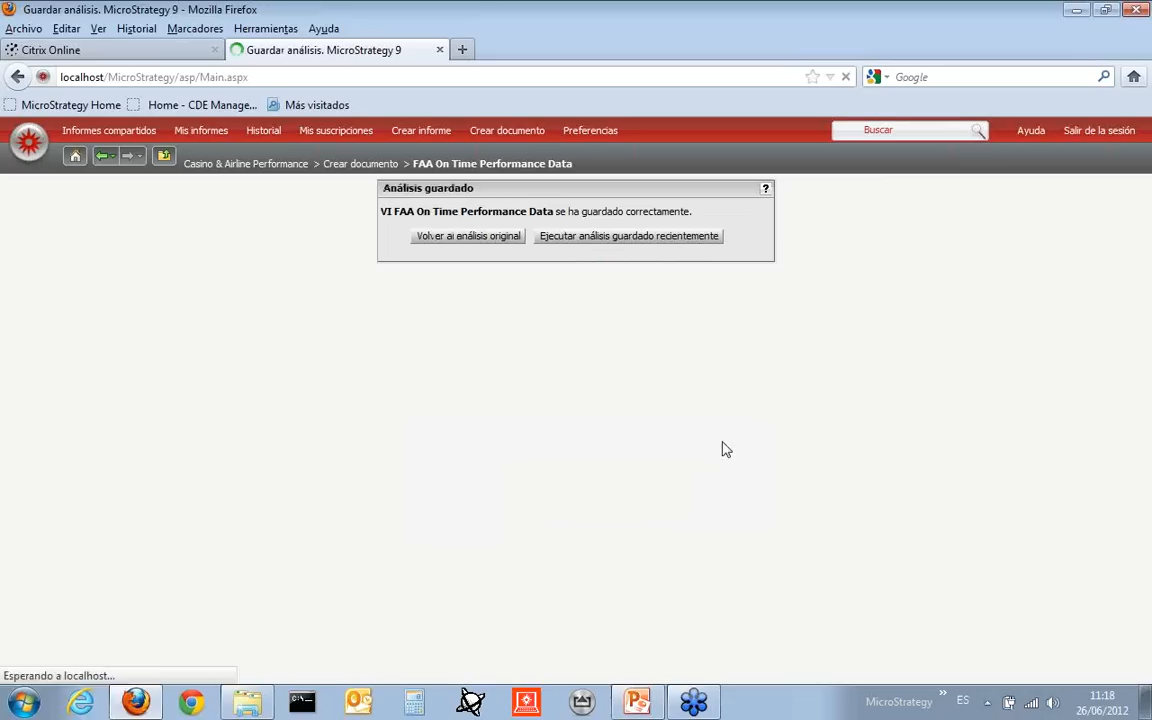 Guardar análisis. MicroStrategy 9 - Mozilla Firefox
Archivo Editar Ver Historial Marcadores Herramientas Ayuda
Citrix Online Guardar análisis. MicroStrategy 9
localhost/MicroStrategy/asp/Main.aspx Google
MicroStrategy Home Home - CDE Manage... Más visitados
Informes compartidos Mis informes Historial Mis suscripciones Crear informe Crear documento Preferencias Buscar Ayuda Salir de la sesión
Casino & Airline Performance > Crear documento > FAA On Time Performance Data
Análisis guardado ?
VI FAA On Time Performance Data se ha guardado correctamente.
Volver al análisis original Ejecutar análisis guardado recientemente
Esperando a localhost...
MicroStrategy » ES 11:18
26/06/2012